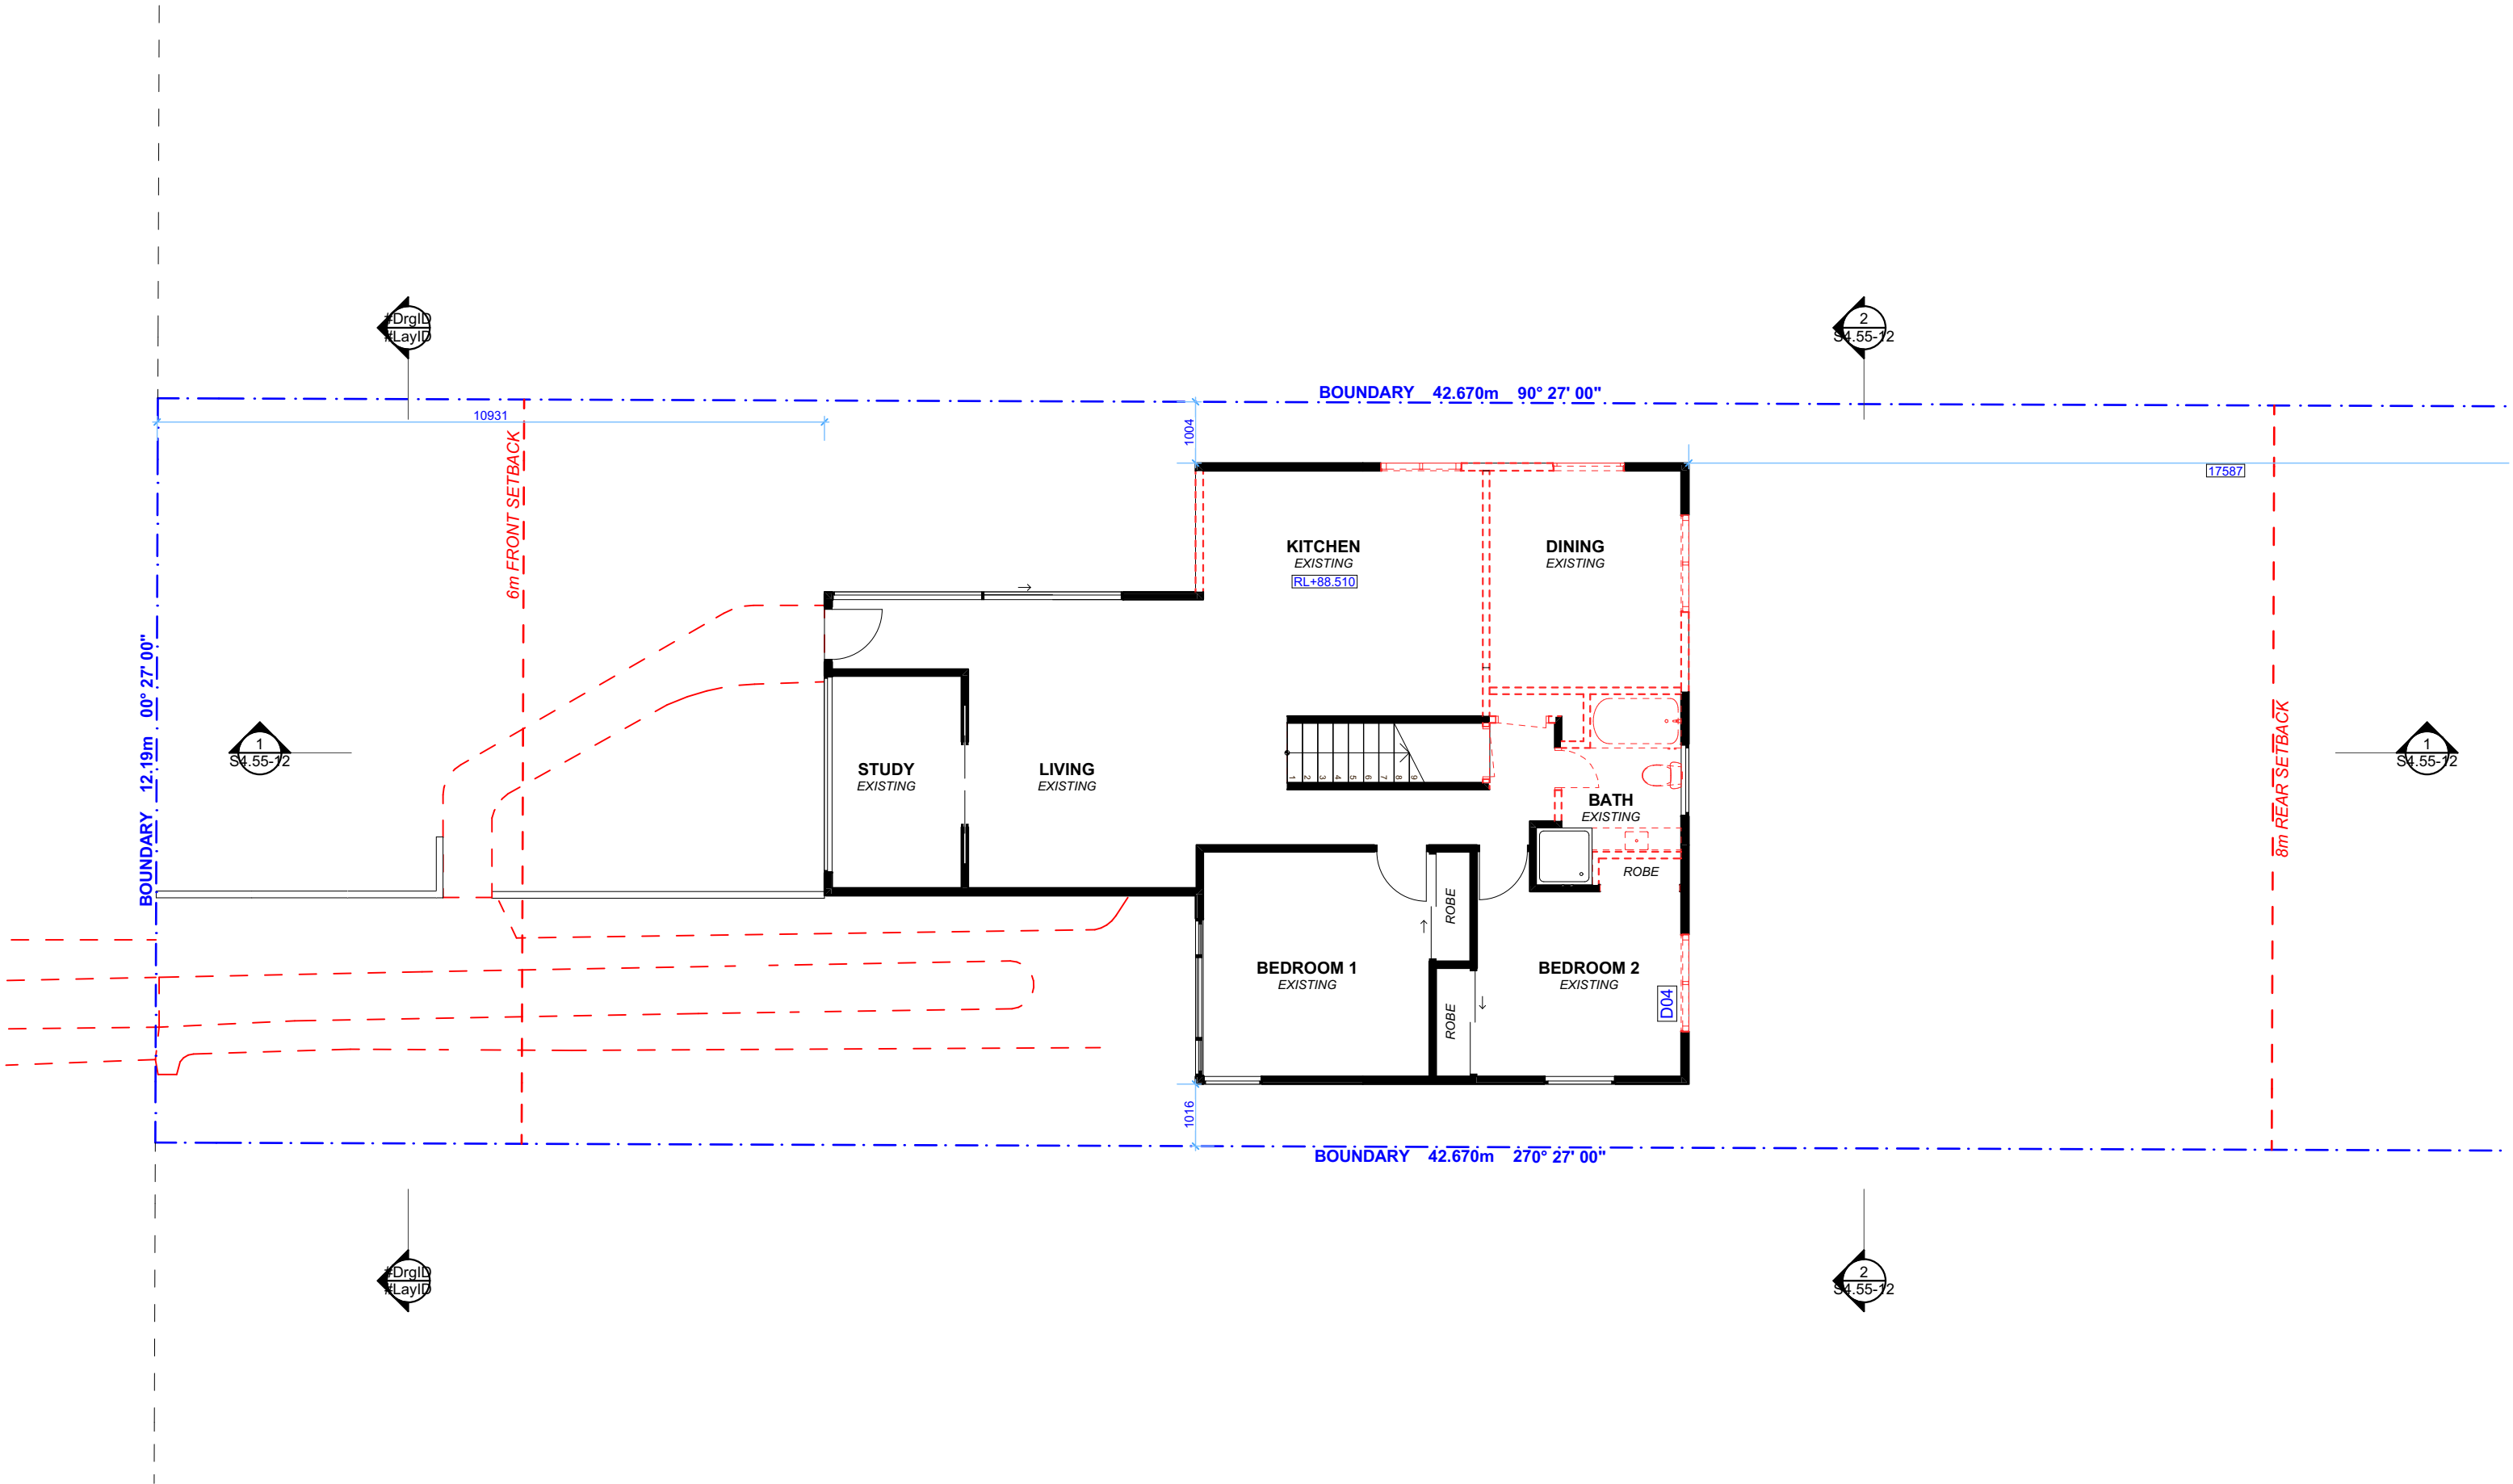 #DrgID
#LayID
2
S4.55-12
BOUNDARY 42.670m 90° 27' 00"
10931
1004
6m FRONT SETBACK
17587
KITCHEN
EXISTING
RL+88.510
DINING
EXISTING
BOUNDARY 12.19m 00° 27' 00"
1
S4.55-12
STUDY
EXISTING
LIVING
EXISTING
1
2
3
4
5
6
7
8
9
BATH
EXISTING
ROBE
8m REAR SETBACK
1
S4.55-12
ROBE
BEDROOM 1
EXISTING
BEDROOM 2
EXISTING
ROBE
D04
1016
BOUNDARY 42.670m 270° 27' 00"
#DrgID
#LayID
2
S4.55-12